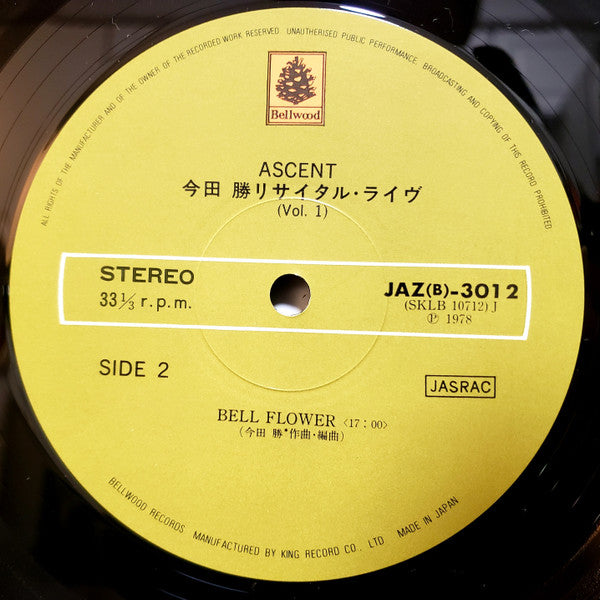 ALL RIGHTS OF THE MANUFACTURER AND OF THE OWNER OF THE RECORDED WORK RESERVED. UNAUTHORISED PUBLIC PERFORMANCE, BROADCASTING AND COPYING OF THIS RECORD PROHIBITED
Bellwood
ASCENT
今田 勝リサイタル・ライヴ
(Vol. 1)
STEREO
33 1/3 r.p.m.
JAZ(B)-3012
(SKLB 10712) J
Ⓟ 1978
SIDE 2
JASRAC
BELL FLOWER <17:00>
(今田 勝*作曲・編曲)
BELLWOOD RECORDS MANUFACTURED BY KING RECORD CO., LTD MADE IN JAPAN